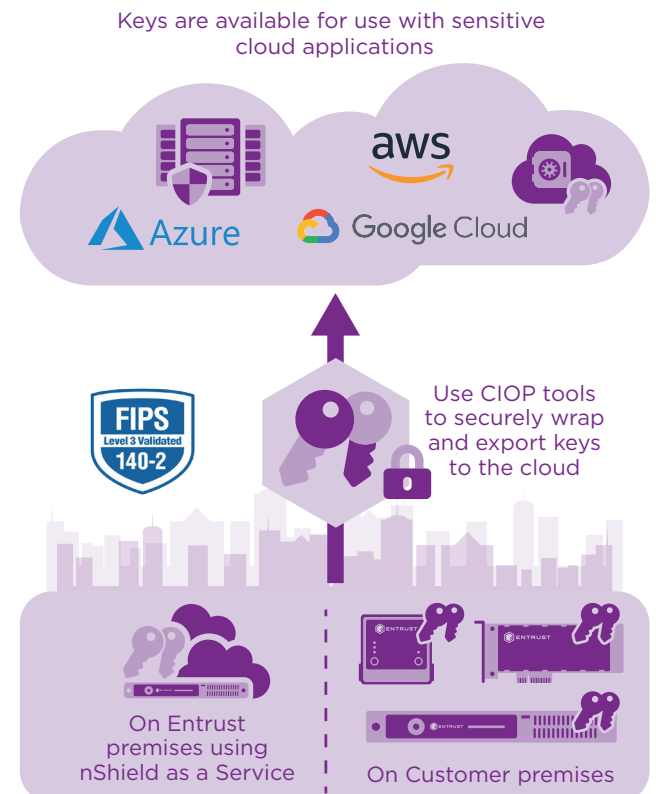 Keys are available for use with sensitive
cloud applications
aws
Azure
Google Cloud
FIPS
Level 3 Validated
140-2
Use CIOP tools
to securely wrap
and export keys
to the cloud
ENTRUST
ENTRUST
ENTRUST
On Entrust
premises using
nShield as a Service
On Customer premises